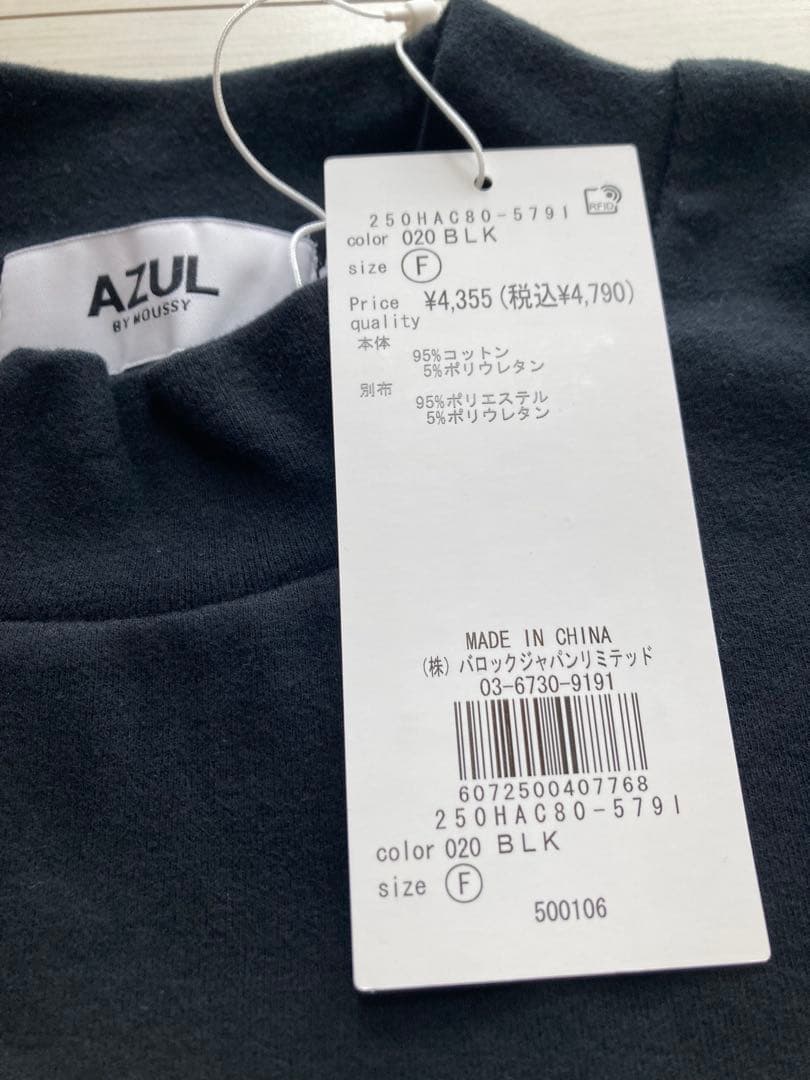 AZUL
BY MOUSSY
250HAC80-579I
RFID
color 020 BLK
size F
Price ¥4,355(税込¥4,790)
quality
本体
95%コットン
5%ポリウレタン
別布
95%ポリエステル
5%ポリウレタン
MADE IN CHINA
(株)バロックジャパンリミテッド
03-6730-9191
6072500407768
250HAC80-579I
color 020 BLK
size F
500106